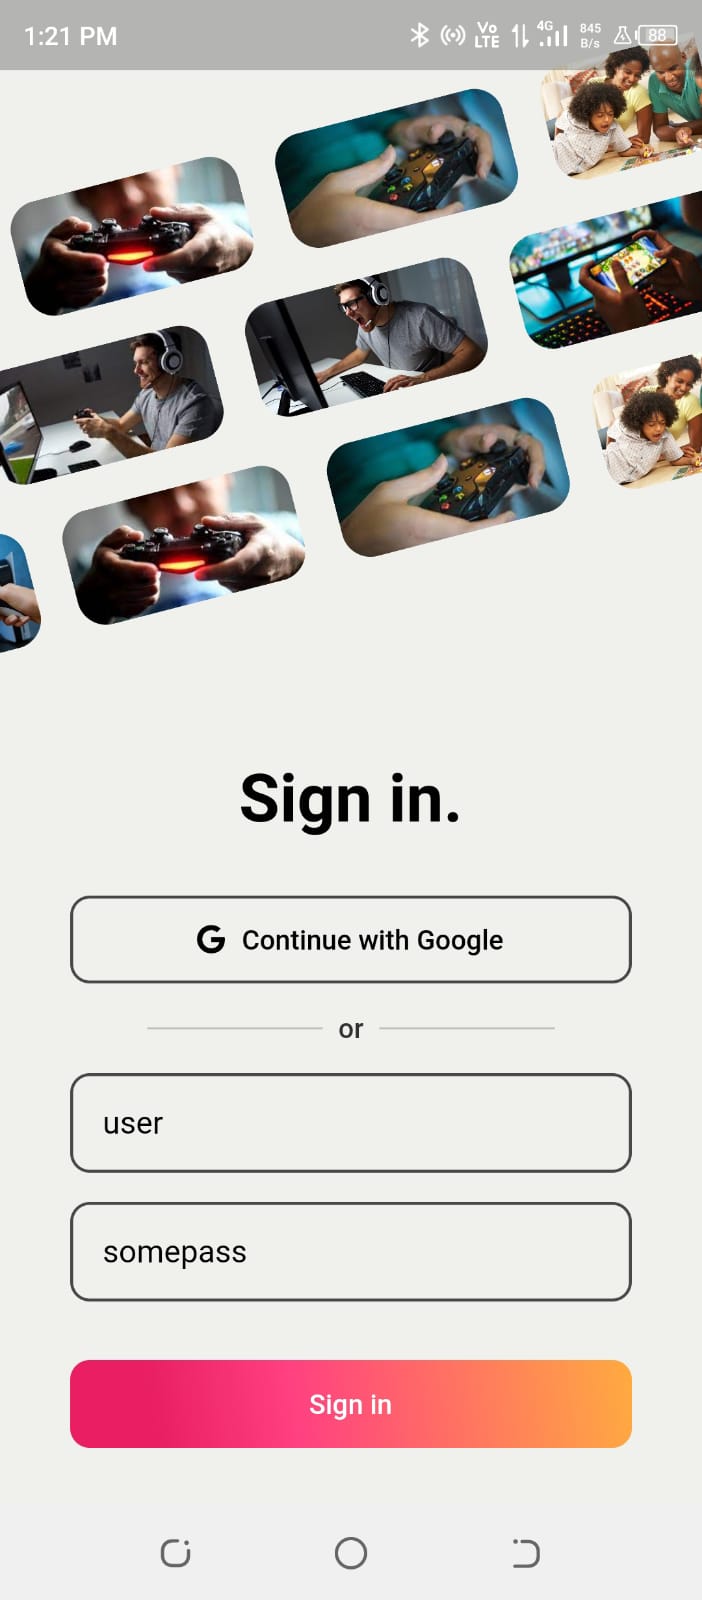 1:21 PM
Vo LTE 4G 845 B/s 88
Sign in.
G Continue with Google
or
user
somepass
Sign in